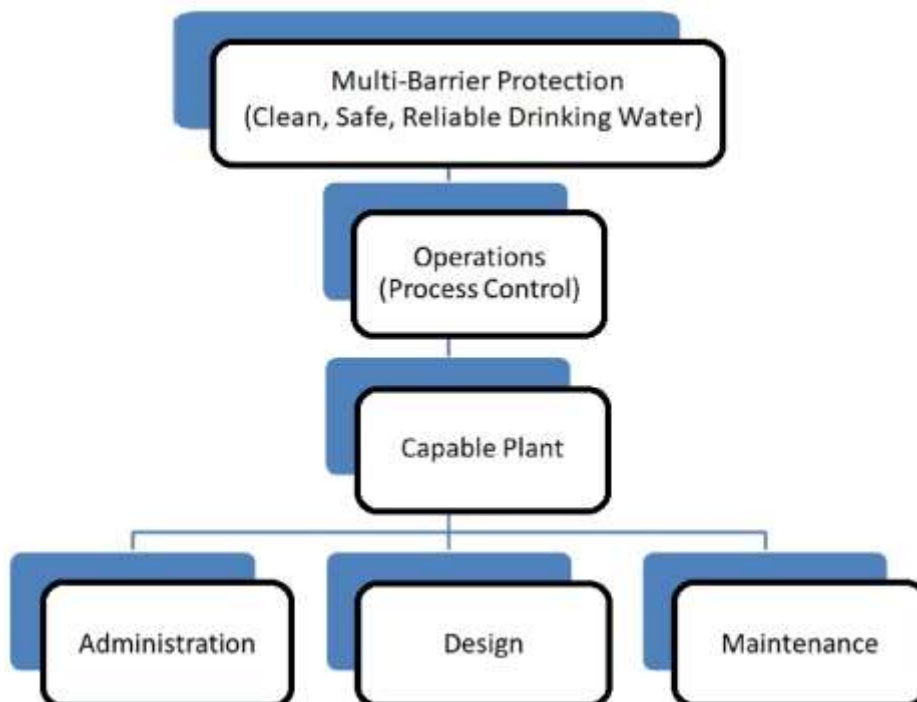 Multi-Barrier Protection
(Clean, Safe, Reliable Drinking Water)
Operations
(Process Control)
Capable Plant
Administration
Design
Maintenance